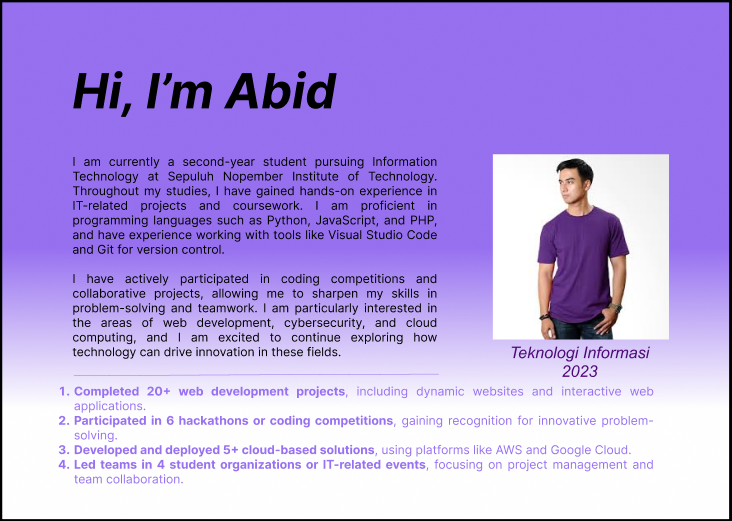 Hi, I’m Abid
I am currently a second-year student pursuing Information
Technology at Sepuluh Nopember Institute of Technology.
Throughout my studies, I have gained hands-on experience in
IT-related projects and coursework. I am proficient in
programming languages such as Python, JavaScript, and PHP,
and have experience working with tools like Visual Studio Code
and Git for version control.
I have actively participated in coding competitions and
collaborative projects, allowing me to sharpen my skills in
problem-solving and teamwork. I am particularly interested in
the areas of web development, cybersecurity, and cloud
computing, and I am excited to continue exploring how
technology can drive innovation in these fields.
Teknologi Informasi
2023
1. Completed 20+ web development projects, including dynamic websites and interactive web
applications.
2. Participated in 6 hackathons or coding competitions, gaining recognition for innovative problem-
solving.
3. Developed and deployed 5+ cloud-based solutions, using platforms like AWS and Google Cloud.
4. Led teams in 4 student organizations or IT-related events, focusing on project management and
team collaboration.